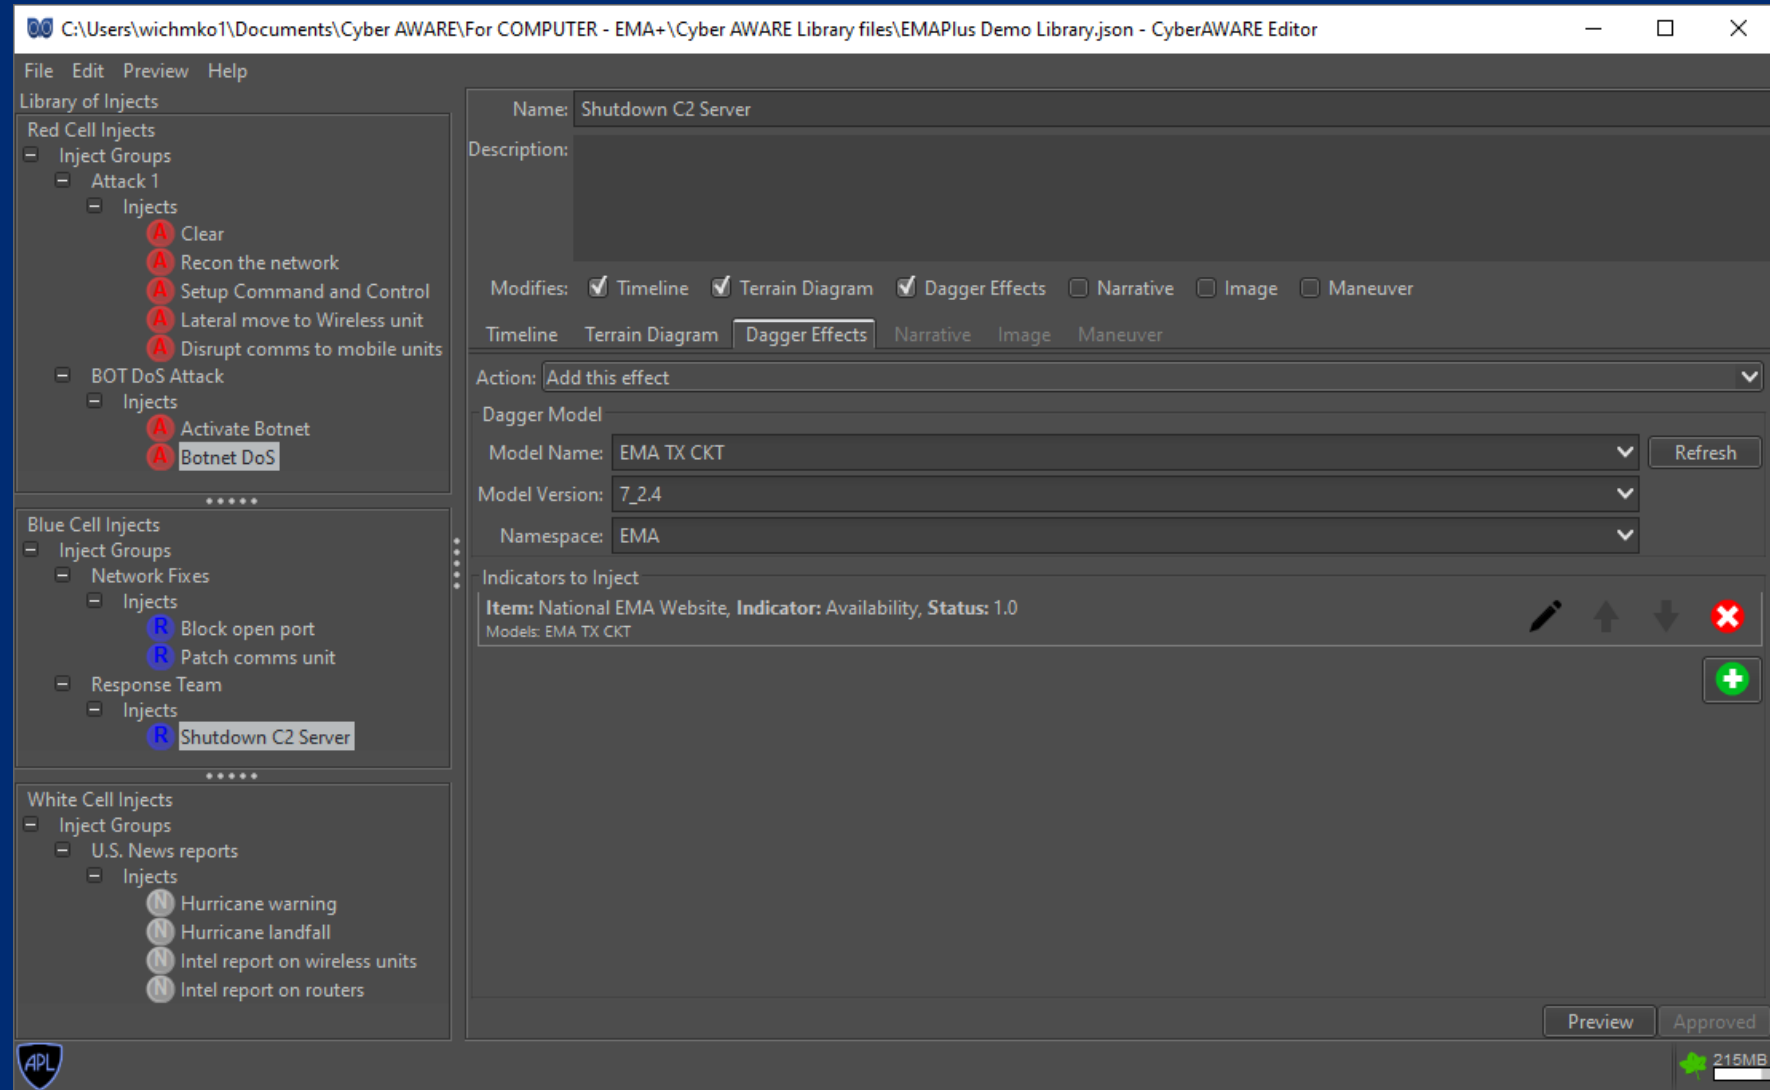 C:\Users\wichmko1\Documents\Cyber AWARE\For COMPUTER - EMA+\Cyber AWARE Library files\EMAPlus Demo Library.json - CyberAWARE Editor
File Edit Preview Help
Library of Injects
Red Cell Injects
Inject Groups
Attack 1
Injects
A Clear
A Recon the network
A Setup Command and Control
A Lateral move to Wireless unit
A Disrupt comms to mobile units
BOT DoS Attack
Injects
A Activate Botnet
A Botnet DoS
Blue Cell Injects
Inject Groups
Network Fixes
Injects
R Block open port
R Patch comms unit
Response Team
Injects
R Shutdown C2 Server
White Cell Injects
Inject Groups
U.S. News reports
Injects
N Hurricane warning
N Hurricane landfall
N Intel report on wireless units
N Intel report on routers
Name: Shutdown C2 Server
Description:
Modifies: Timeline Terrain Diagram Dagger Effects Narrative Image Maneuver
Timeline Terrain Diagram Dagger Effects Narrative Image Maneuver
Action: Add this effect
Dagger Model
Model Name: EMA TX CKT Refresh
Model Version: 7_2.4
Namespace: EMA
Indicators to Inject
Item: National EMA Website, Indicator: Availability, Status: 1.0
Models: EMA TX CKT
Preview Approved
APL
215MB